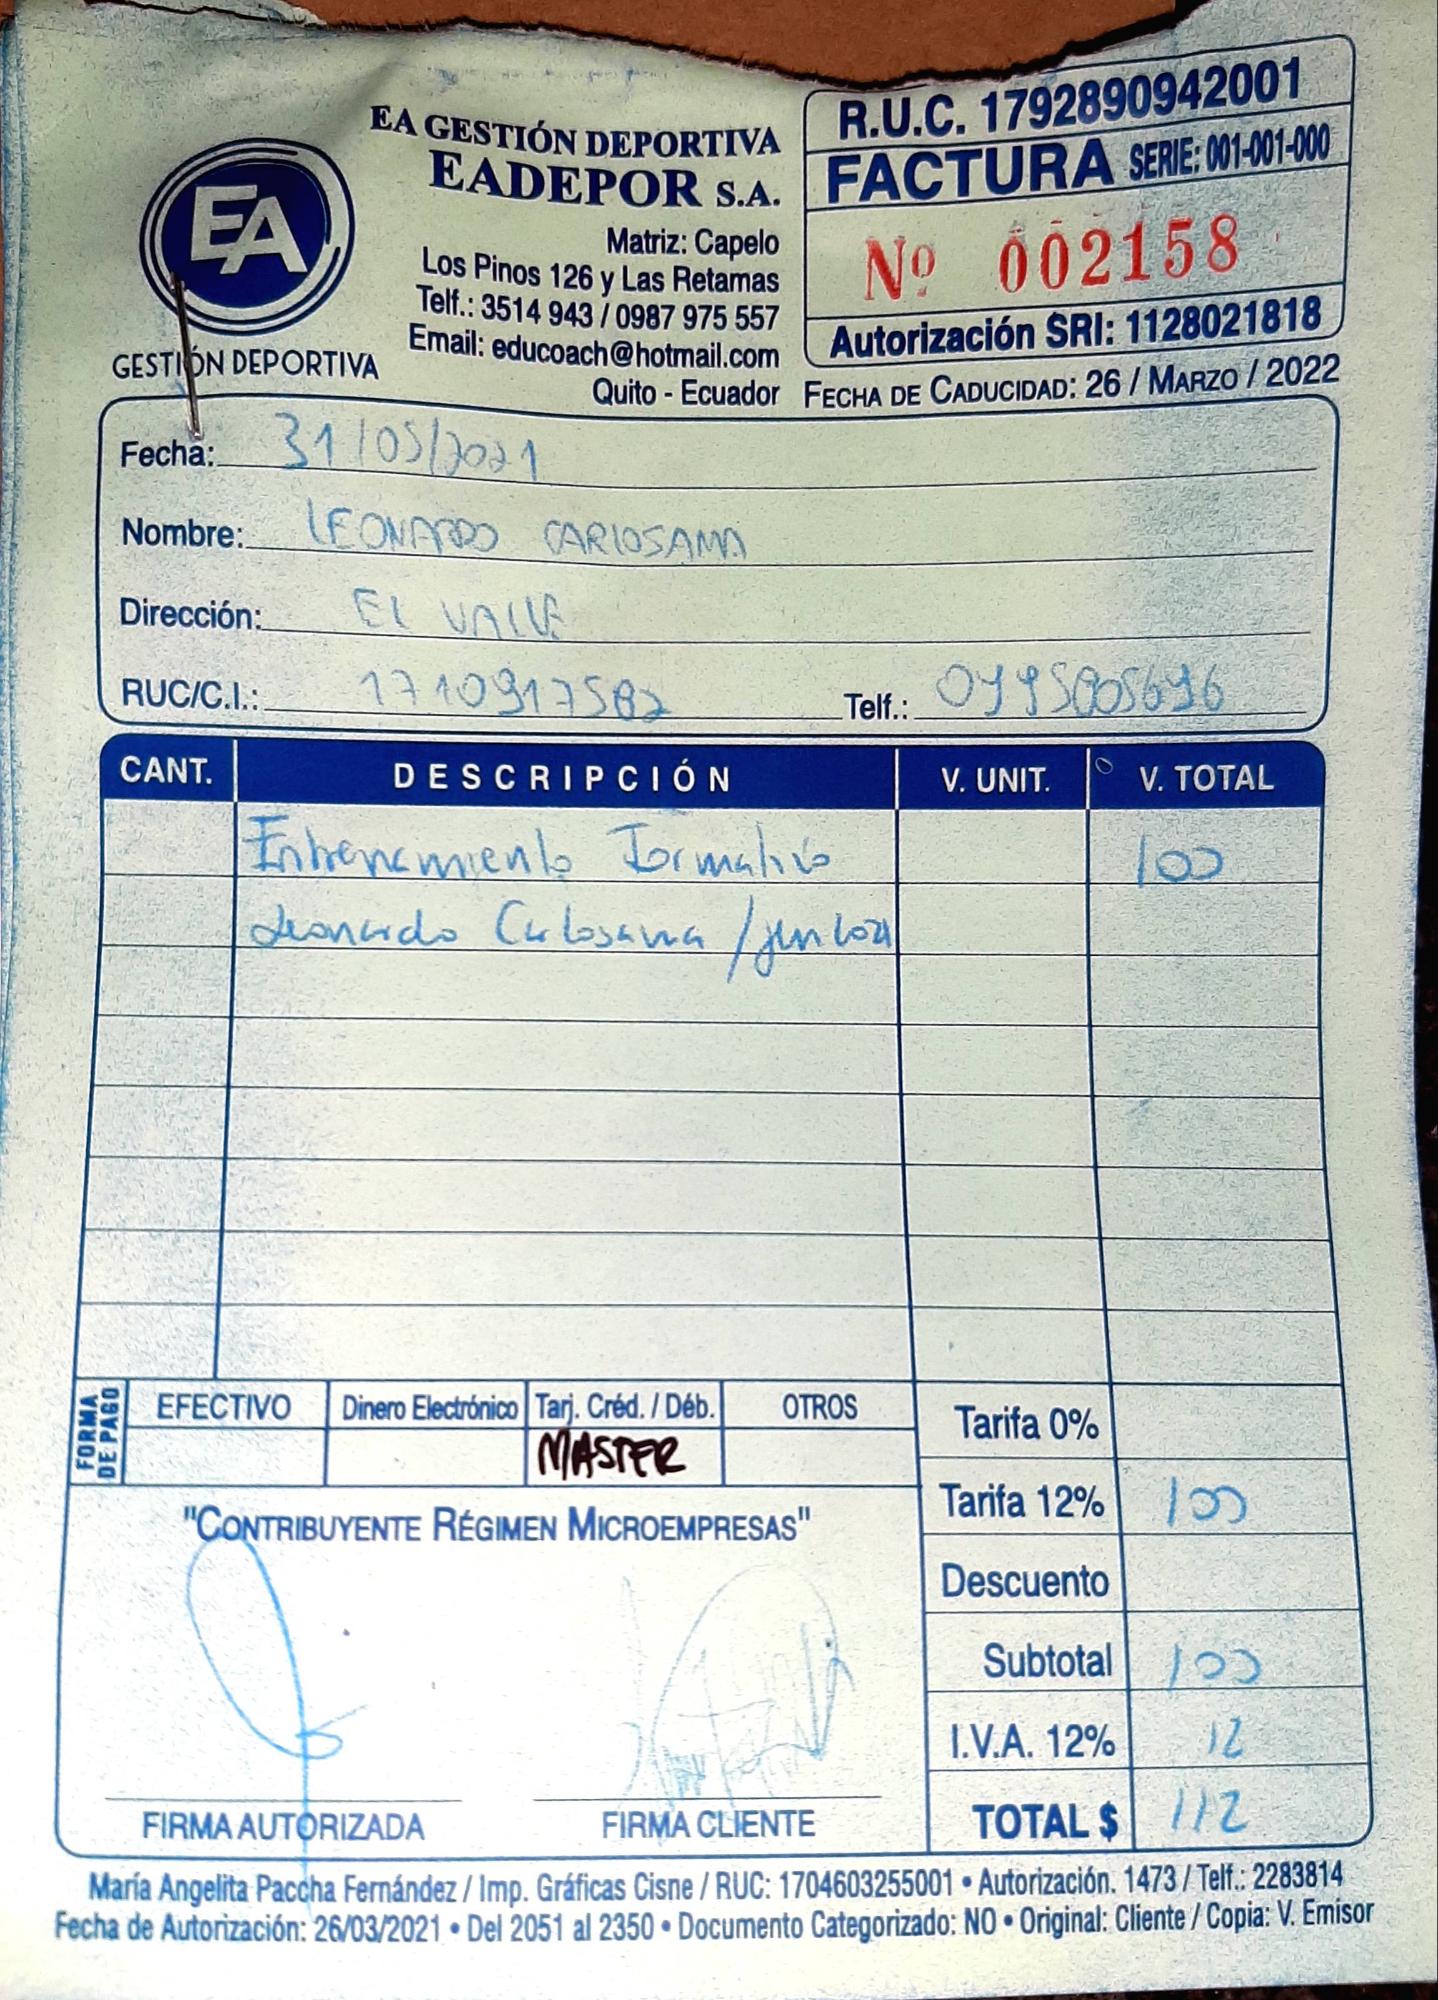 EA
GESTIÓN DEPORTIVA
EA GESTIÓN DEPORTIVA
EADEPOR S.A.
Matriz: Capelo
Los Pinos 126 y Las Retamas
Telf.: 3514 943 / 0987 975 557
Email: educoach@hotmail.com
Quito - Ecuador
R.U.C. 1792890942001
FACTURA SERIE: 001-001-000
Nº 002158
Autorización SRI: 1128021818
FECHA DE CADUCIDAD: 26 / MARZO / 2022
Fecha: 31/05/2021
Nombre: LEONARDO CARLOSAMA
Dirección: EL VALLE
RUC/C.I.: 1710917582 Telf.:
CANT. DESCRIPCIÓN V. UNIT. V. TOTAL
Entrenamiento Formativo 100
Leonardo Carlosama
FORMA DE PAGO
EFECTIVO Dinero Electrónico Tarj. Créd. / Déb. OTROS
MASTER
Tarifa 0%
Tarifa 12% 100
Descuento
Subtotal 100
I.V.A. 12% 12
TOTAL $ 112
"CONTRIBUYENTE RÉGIMEN MICROEMPRESAS"
FIRMA AUTORIZADA FIRMA CLIENTE
María Angelita Paccha Fernández / Imp. Gráficas Cisne / RUC: 1704603255001 • Autorización. 1473 / Telf.: 2283814
Fecha de Autorización: 26/03/2021 • Del 2051 al 2350 • Documento Categorizado: NO • Original: Cliente / Copia: V. Emisor